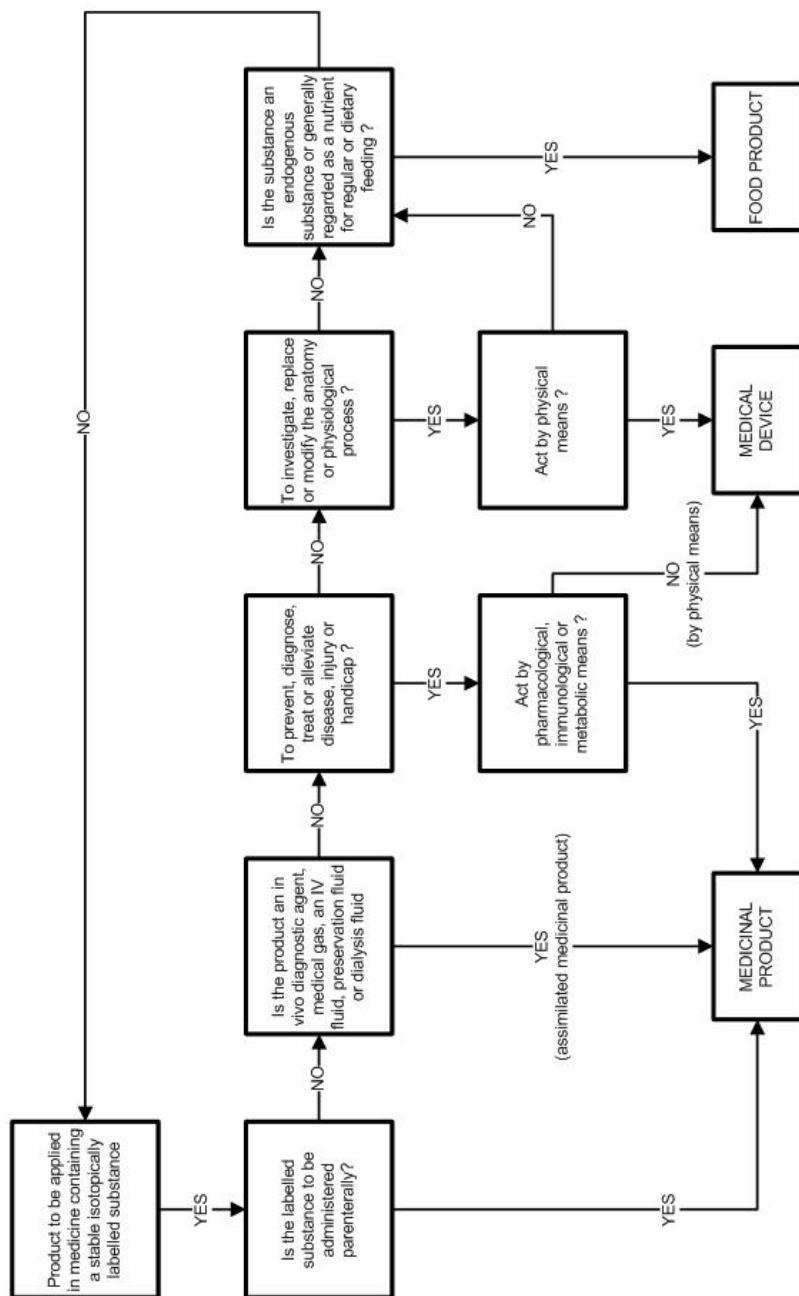 Product to be applied
in medicine containing
a stable isotopically
labelled substance
YES
NO
Is the labelled
substance to be
administered
parenterally?
NO
YES
Is the product an in
vivo diagnostic agent,
medical gas, an IV
fluid, preservation fluid
or dialysis fluid
NO
YES
(assimilated medicinal product)
To prevent, diagnose,
treat or alleviate
disease, injury or
handicap ?
NO
YES
To investigate, replace
or modify the anatomy
or physiological
process ?
NO
YES
Is the substance an
endogenous
substance or generally
regarded as a nutrient
for regular or dietary
feeding ?
YES
Act by
pharmacological,
immunological or
metabolic means ?
YES
NO
(by physical means)
Act by physical
means ?
YES
NO
MEDICINAL
PRODUCT
MEDICAL
DEVICE
FOOD PRODUCT